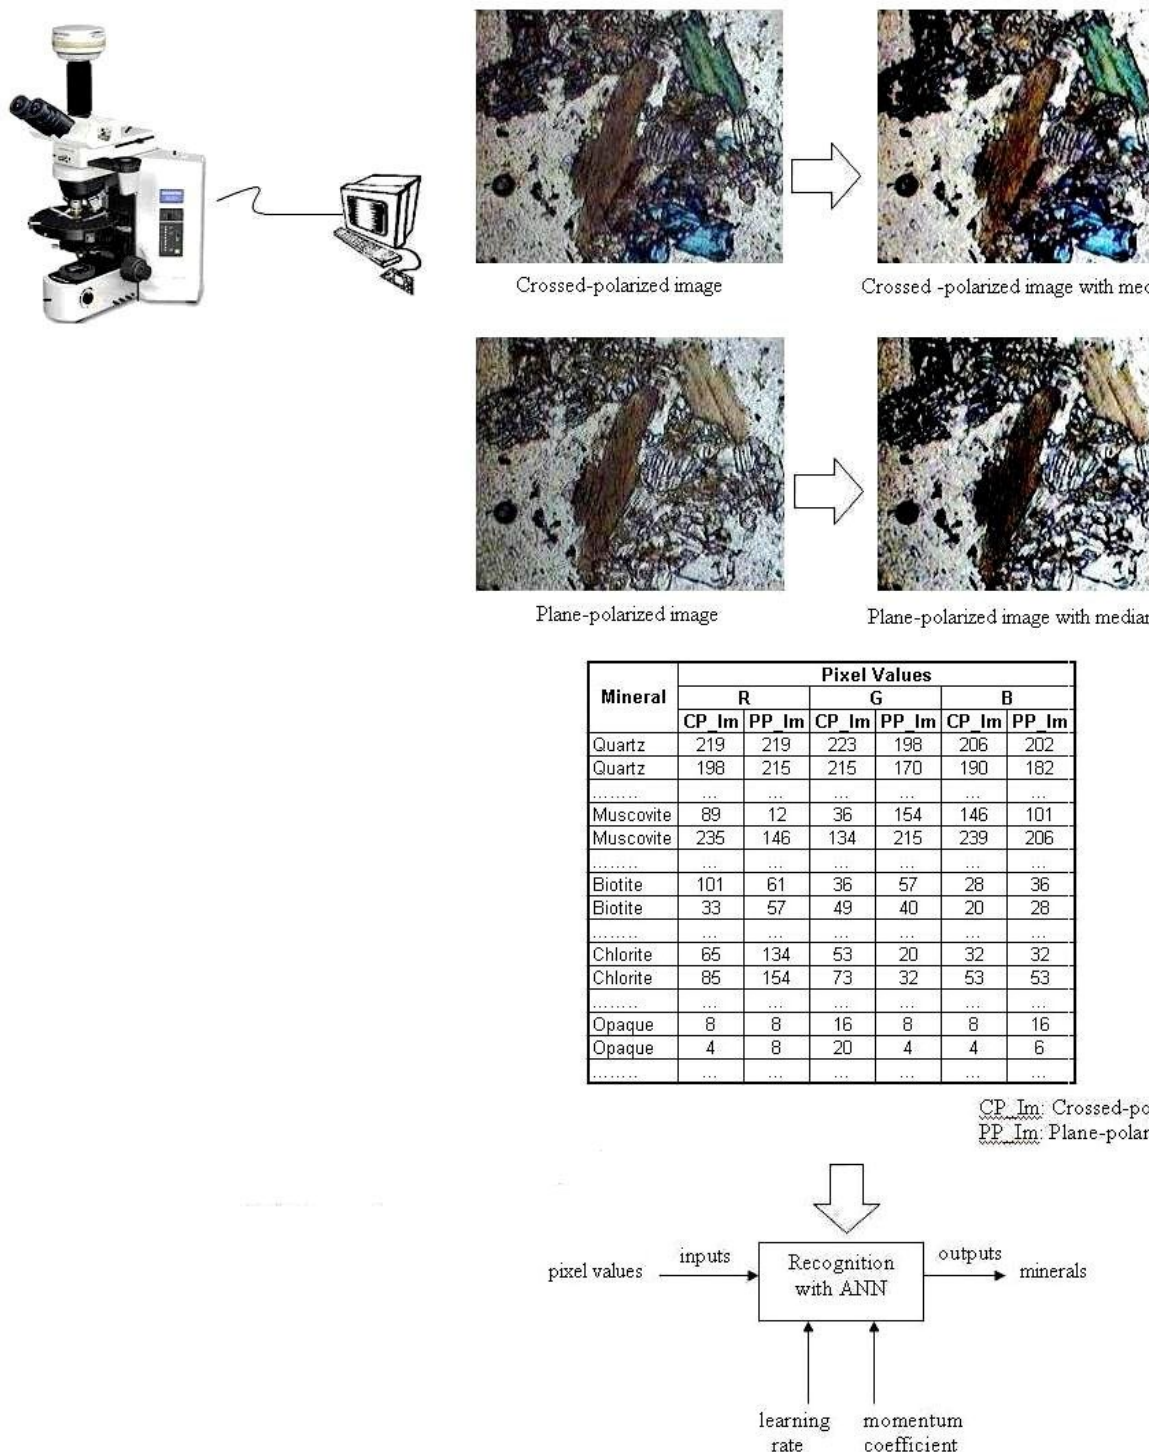 Crossed-polarized image
Crossed -polarized image with med
Plane-polarized image
Plane-polarized image with median
Mineral Pixel Values
R G B
CP_Im PP_Im CP_Im PP_Im CP_Im PP_Im
Quartz 219 219 223 198 206 202
Quartz 198 215 215 170 190 182
........ ... ... ... ... ... ...
Muscovite 89 12 36 154 146 101
Muscovite 235 146 134 215 239 206
........ ... ... ... ... ... ...
Biotite 101 61 36 57 28 36
Biotite 33 57 49 40 20 28
........ ... ... ... ... ... ...
Chlorite 65 134 53 20 32 32
Chlorite 85 154 73 32 53 53
........ ... ... ... ... ... ...
Opaque 8 8 16 8 8 16
Opaque 4 8 20 4 4 6
........ ... ... ... ... ... ...
CP_Im: Crossed-po
PP_Im: Plane-polar
pixel values
inputs
Recognition
with ANN
outputs
minerals
learning
rate
momentum
coefficient